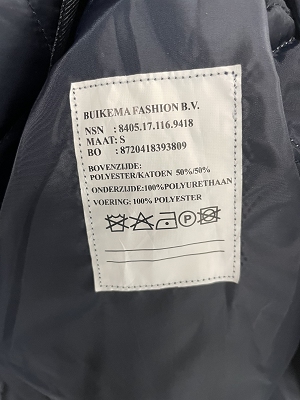 BUIKEMA FASHION B.V.
NSN : 8405.17.116.9418
MAAT: S
BO : 8720418393809
BOVENZIJDE:
POLYESTER/KATOEN 50%/50%
ONDERZIJDE:100%POLYURETHAAN
VOERING: 100% POLYESTER
P